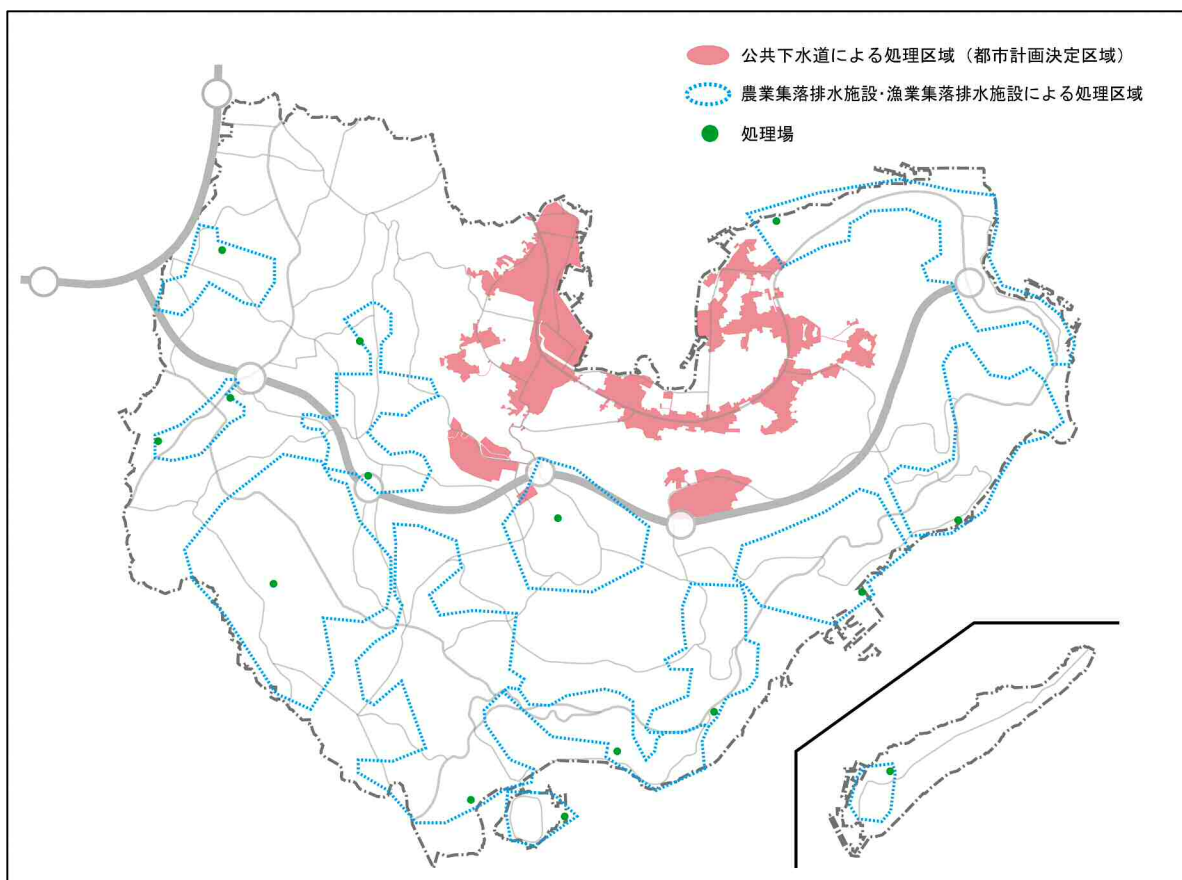 公共下水道による処理区域（都市計画決定区域）
農業集落排水施設・漁業集落排水施設による処理区域
処理場